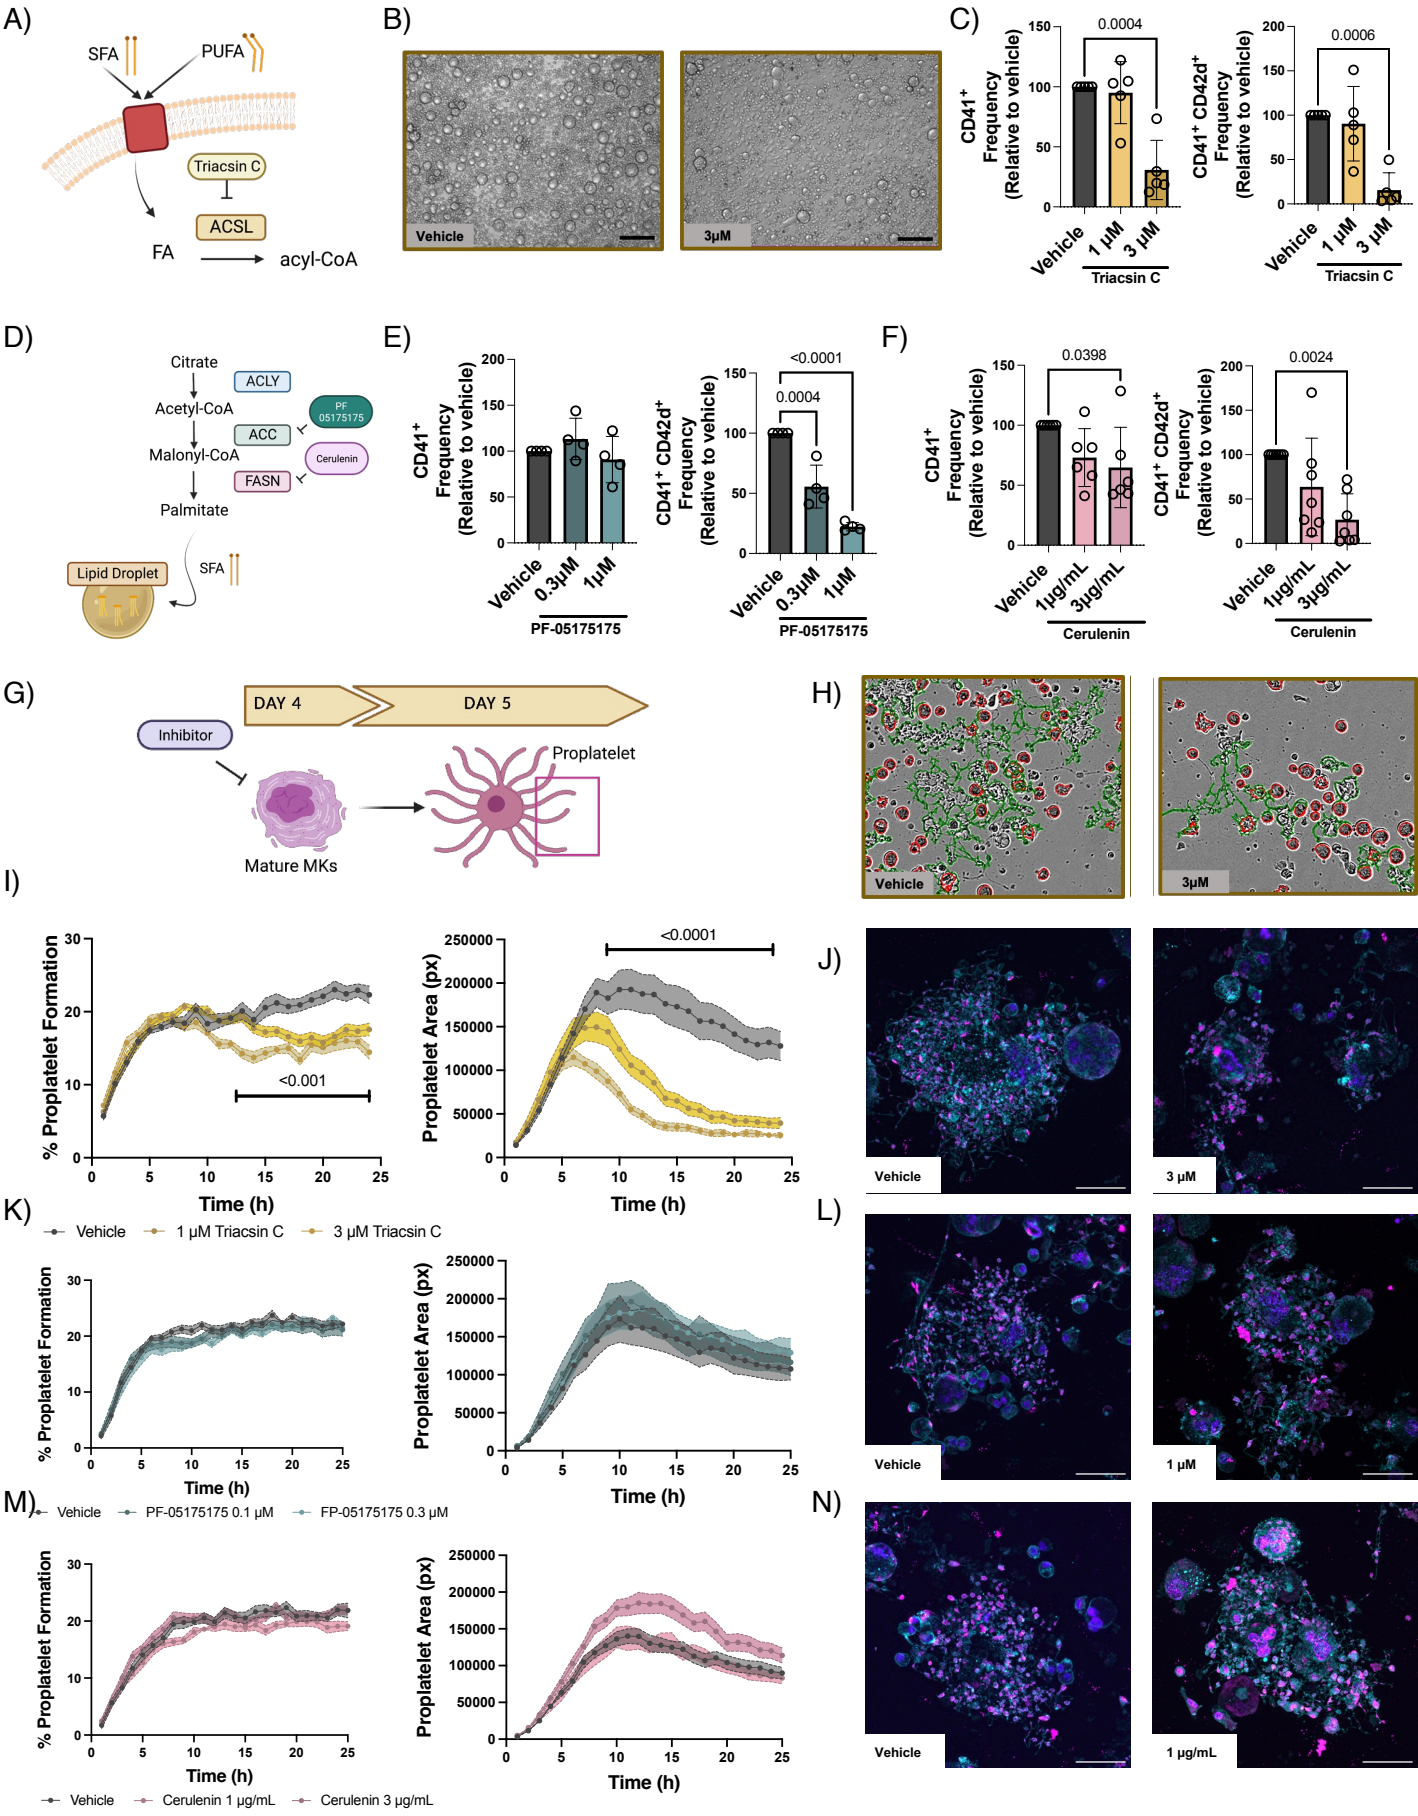 A)
SFA
PUFA
Triacsin C
ACSL
FA
acyl-CoA
B)
Vehicle
3µM
C)
CD41+
Frequency
(Relative to vehicle)
150
100
50
0
0.0004
Vehicle
1 µM
3 µM
Triacsin C
CD41+ CD42d+
Frequency
(Relative to vehicle)
200
150
100
50
0
0.0006
Vehicle
1 µM
3 µM
Triacsin C
D)
Citrate
ACLY
Acetyl-CoA
PF
05175175
ACC
Malonyl-CoA
Cerulenin
FASN
Palmitate
SFA
Lipid Droplet
E)
CD41+
Frequency
(Relative to vehicle)
200
150
100
50
0
Vehicle
0.3µM
1µM
PF-05175175
CD41+ CD42d+
Frequency
(Relative to vehicle)
150
100
50
0
<0.0001
0.0004
Vehicle
0.3µM
1µM
PF-05175175
F)
CD41+
Frequency
(Relative to vehicle)
150
100
50
0
0.0398
Vehicle
1µg/mL
3µg/mL
Cerulenin
CD41+ CD42d+
Frequency
(Relative to vehicle)
200
150
100
50
0
0.0024
Vehicle
1µg/mL
3µg/mL
Cerulenin
G)
DAY 4
DAY 5
Inhibitor
Proplatelet
Mature MKs
H)
Vehicle
3µM
I)
% Proplatelet Formation
30
20
10
0
<0.001
0 5 10 15 20 25
Time (h)
Proplatelet Area (px)
250000
200000
150000
100000
50000
0
<0.0001
0 5 10 15 20 25
Time (h)
Vehicle
1 µM Triacsin C
3 µM Triacsin C
J)
Vehicle
3 µM
K)
% Proplatelet Formation
30
20
10
0
0 5 10 15 20 25
Time (h)
Proplatelet Area (px)
250000
200000
150000
100000
50000
0
0 5 10 15 20 25
Time (h)
Vehicle
PF-05175175 0.1 µM
FP-05175175 0.3 µM
L)
Vehicle
1 µM
M)
% Proplatelet Formation
30
20
10
0
0 5 10 15 20 25
Time (h)
Proplatelet Area (px)
250000
200000
150000
100000
50000
0
0 5 10 15 20 25
Time (h)
Vehicle
Cerulenin 1 µg/mL
Cerulenin 3 µg/mL
N)
Vehicle
1 µg/mL